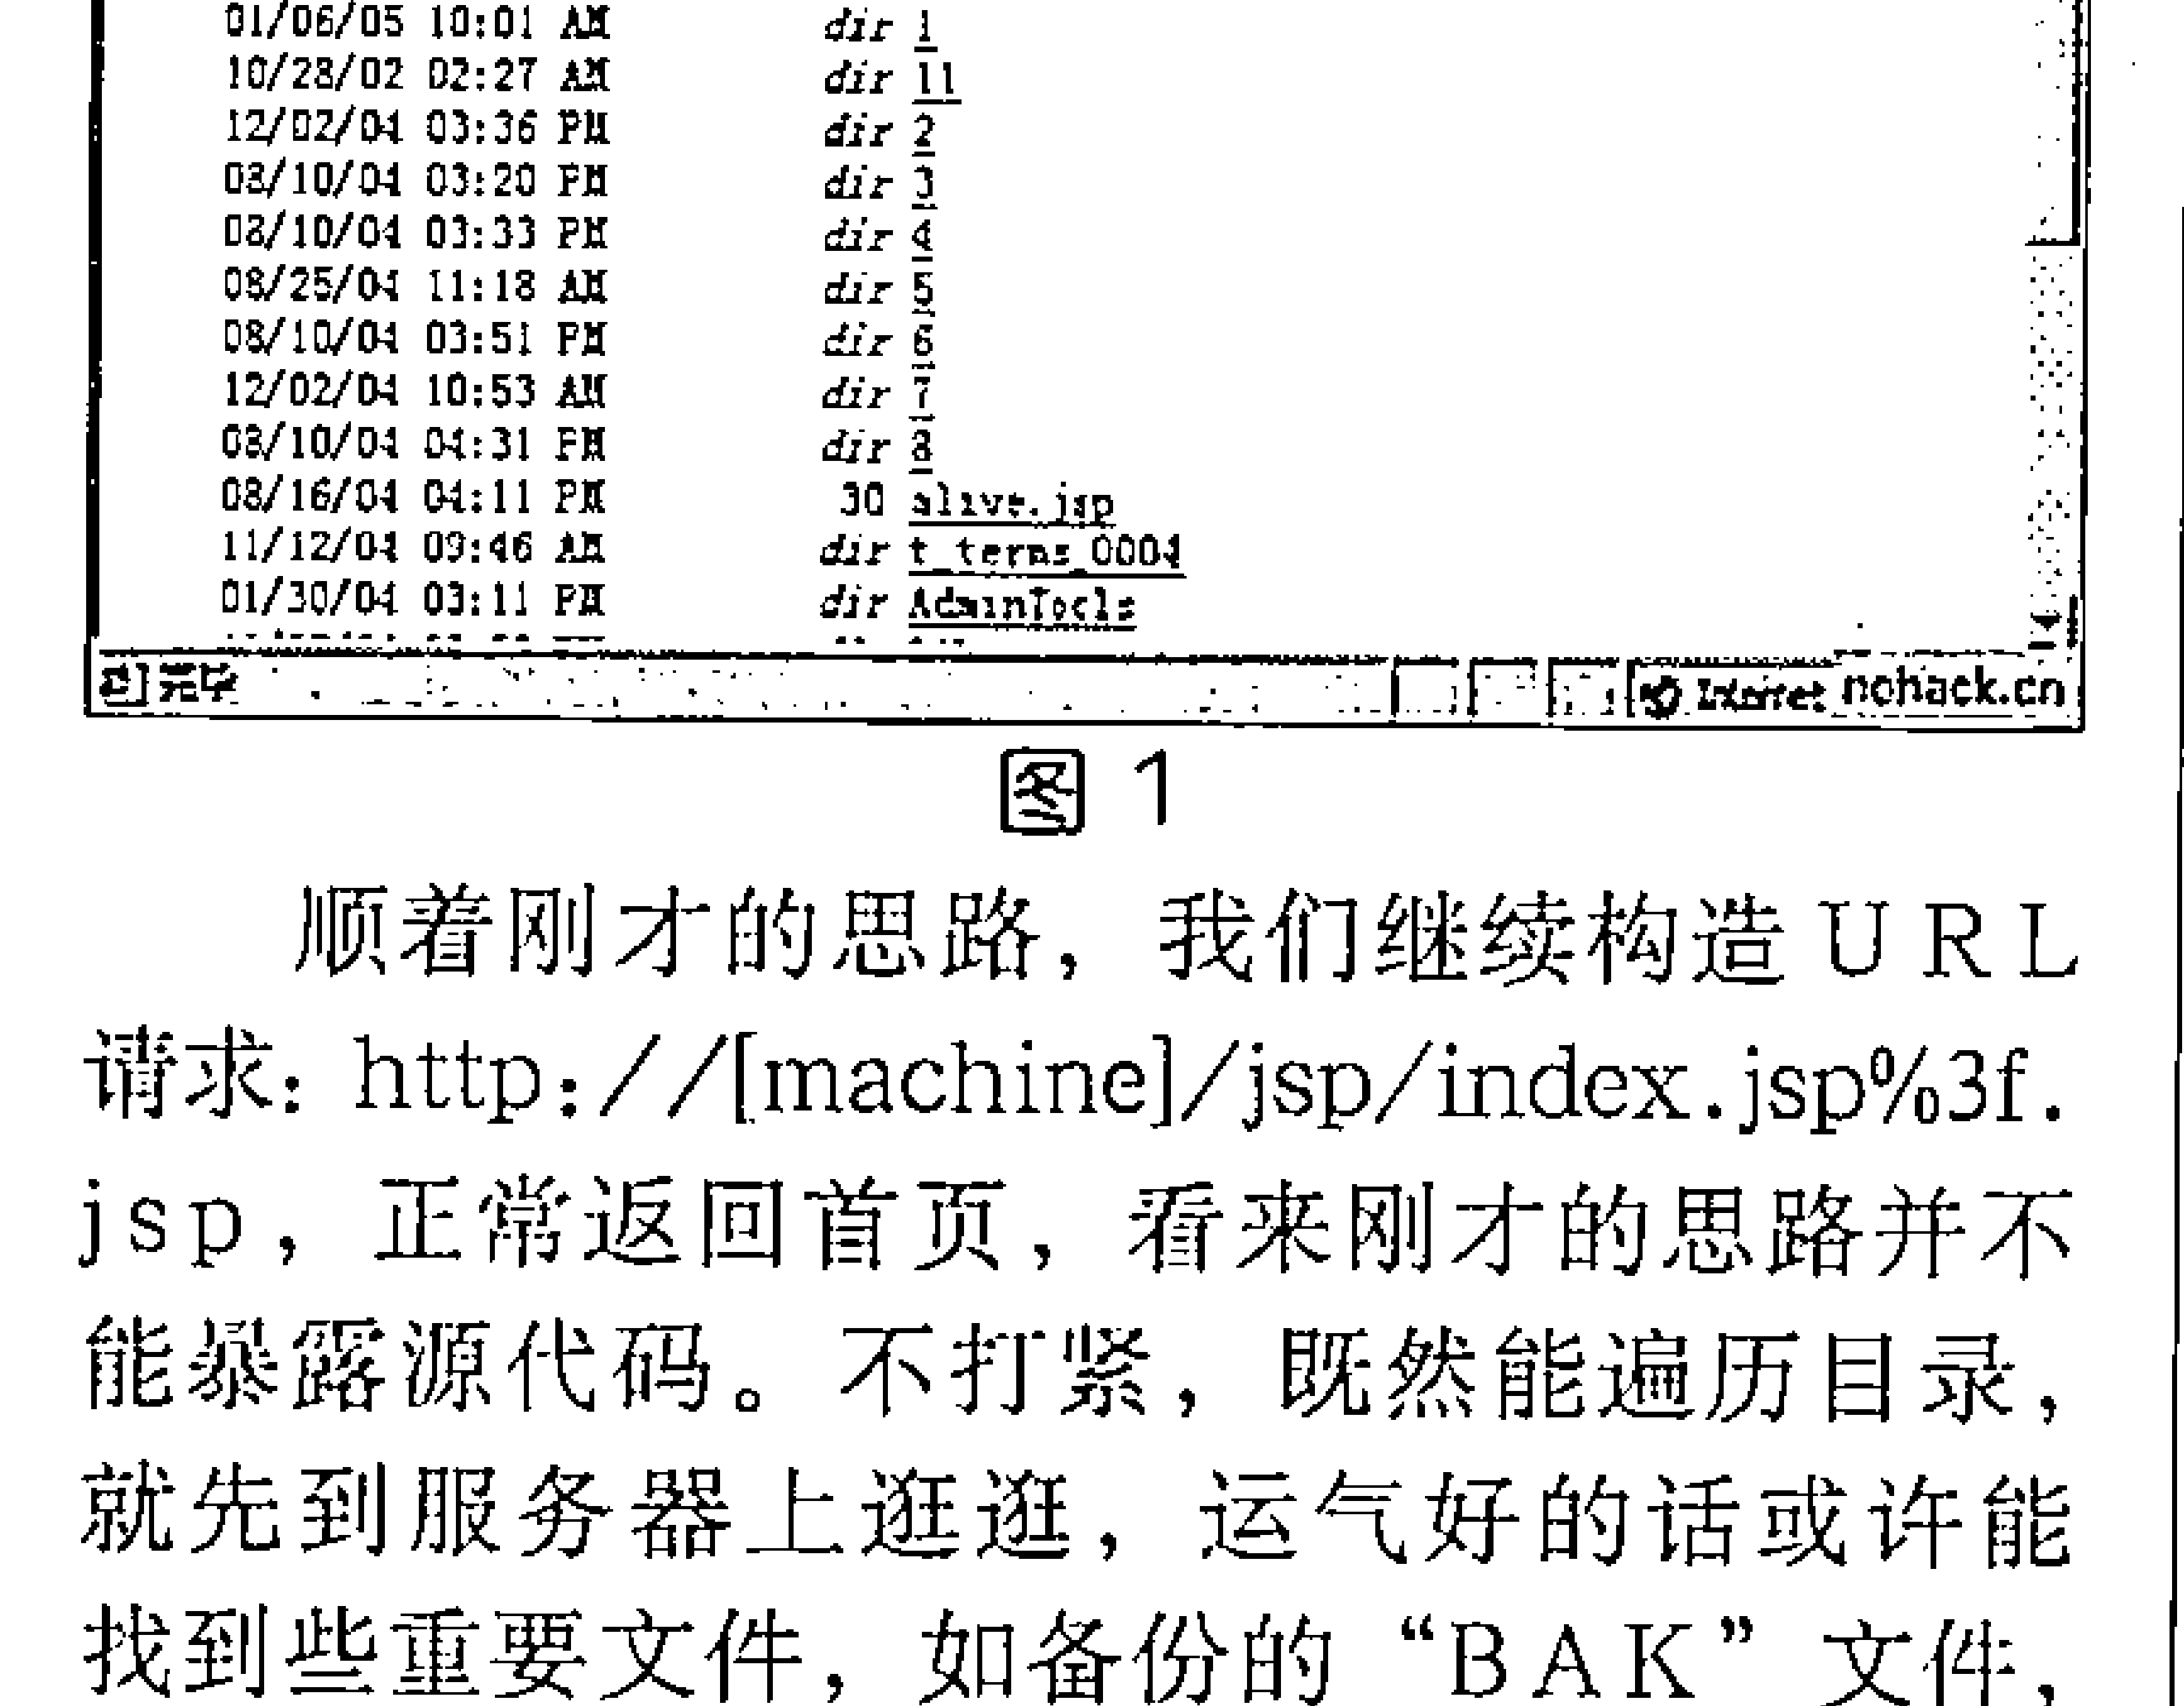 01/06/05 10:01 AM dir 1
10/28/02 02:27 AM dir 11
12/02/04 03:36 PM dir 2
08/10/04 03:20 PM dir 3
08/10/04 03:33 PM dir 4
08/25/04 11:18 AM dir 5
08/10/04 03:51 PM dir 6
12/02/04 10:53 AM dir 7
08/10/04 04:31 PM dir 8
08/16/04 04:11 PM 30 alive.jsp
11/12/04 09:46 AM dir t_terms_0004
01/30/04 03:11 PM dir AdminTools
完毕 Internet nohack.cn
图 1
顺着刚才的思路，我们继续构造URL
请求：http://[machine]/jsp/index.jsp%3f.
jsp，正常返回首页，看来刚才的思路并不
能暴露源代码。不打紧，既然能遍历目录，
就先到服务器上逛逛，运气好的话或许能
找到些重要文件，如备份的“BAK”文件，